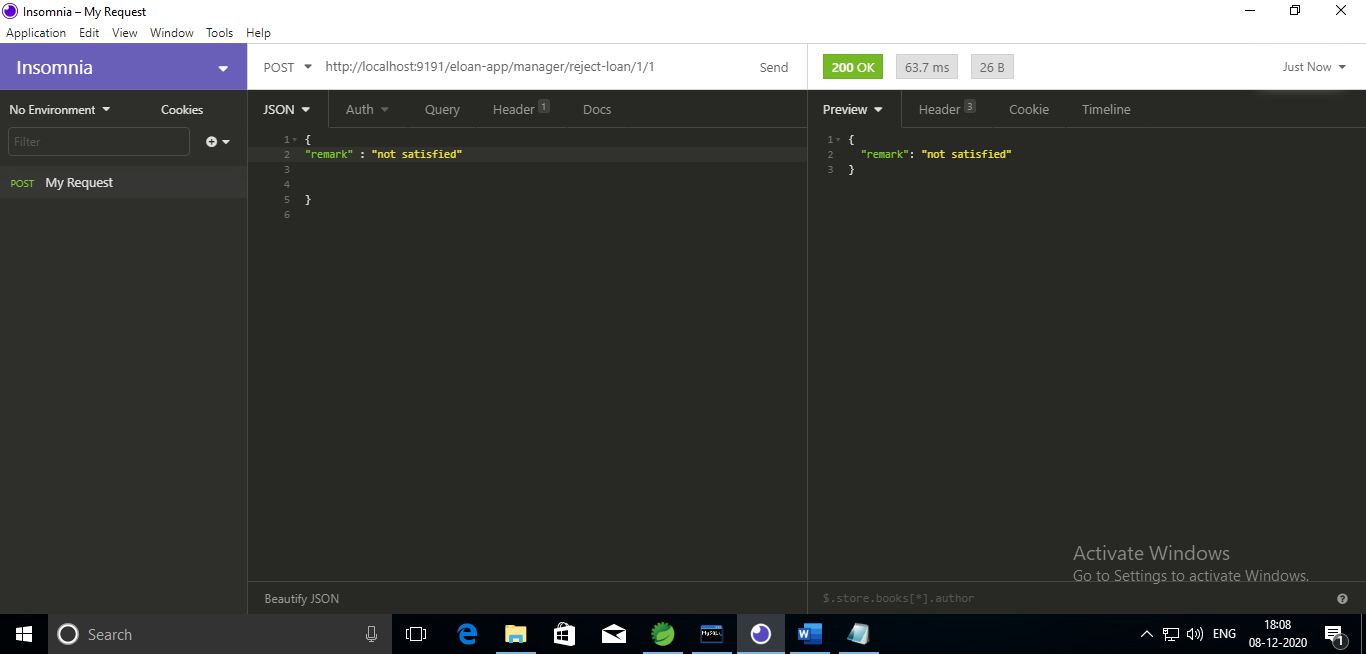 Insomnia – My Request
Application Edit View Window Tools Help
Insomnia
POST http://localhost:9191/eloan-app/manager/reject-loan/1/1 Send
200 OK 63.7 ms 26 B Just Now
No Environment Cookies
JSON Auth Query Header 1 Docs
Preview Header 3 Cookie Timeline
Filter
POST My Request
1 {
2 "remark" : "not satisfied"
3
4
5 }
6
1 {
2 "remark": "not satisfied"
3 }
Activate Windows
Go to Settings to activate Windows.
Beautify JSON
$.store.books[*].author
Search
MySQL
W
ENG
18:08
08-12-2020
1